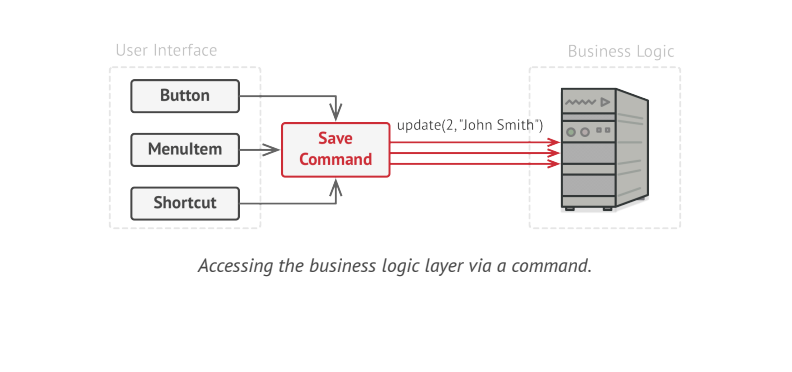 User Interface
Business Logic
Button
MenuItem
Shortcut
Save
Command
update(2,"John Smith")
Accessing the business logic layer via a command.